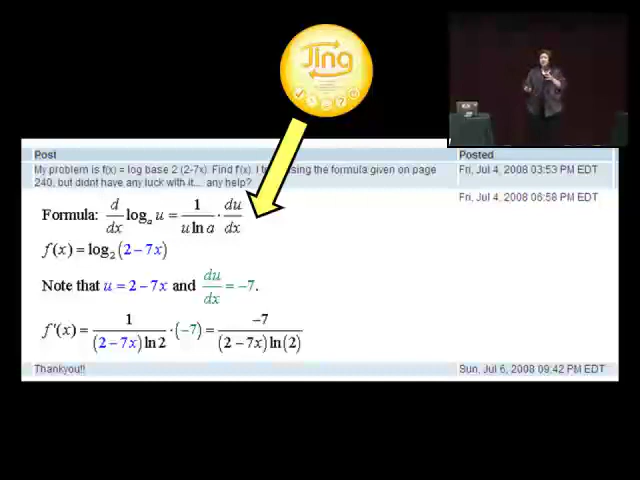 Jing
Post Posted
My problem is f(x) = log base 2 (2-7x). Find f'(x). I using the formula given on page Fri, Jul 4, 2008 03:53 PM EDT
240, but didnt have any luck with it.... any help?
Fri, Jul 4, 2008 06:58 PM EDT
Formula: d/dx logₐ u = 1/(u ln a) · du/dx
f(x) = log₂(2 − 7x)
Note that u = 2 − 7x and du/dx = −7.
f'(x) = 1/((2 − 7x) ln 2) · (−7) = −7/((2 − 7x) ln(2))
Thankyou!! Sun, Jul 6, 2008 09:42 PM EDT